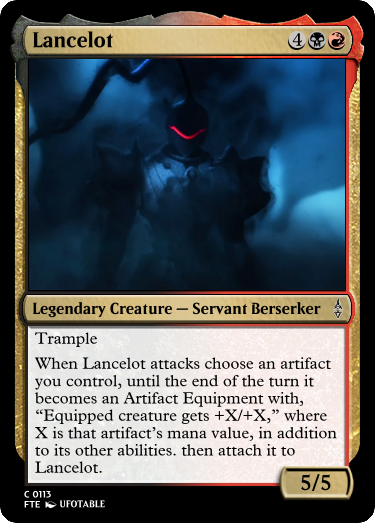 Lancelot 4
Legendary Creature — Servant Berserker
Trample
When Lancelot attacks choose an artifact
you control, until the end of the turn it
becomes an Artifact Equipment with,
“Equipped creature gets +X/+X,” where
X is that artifact’s mana value, in addition
to its other abilities. then attach it to
Lancelot.
5/5
C 0113
FTE UFOTABLE